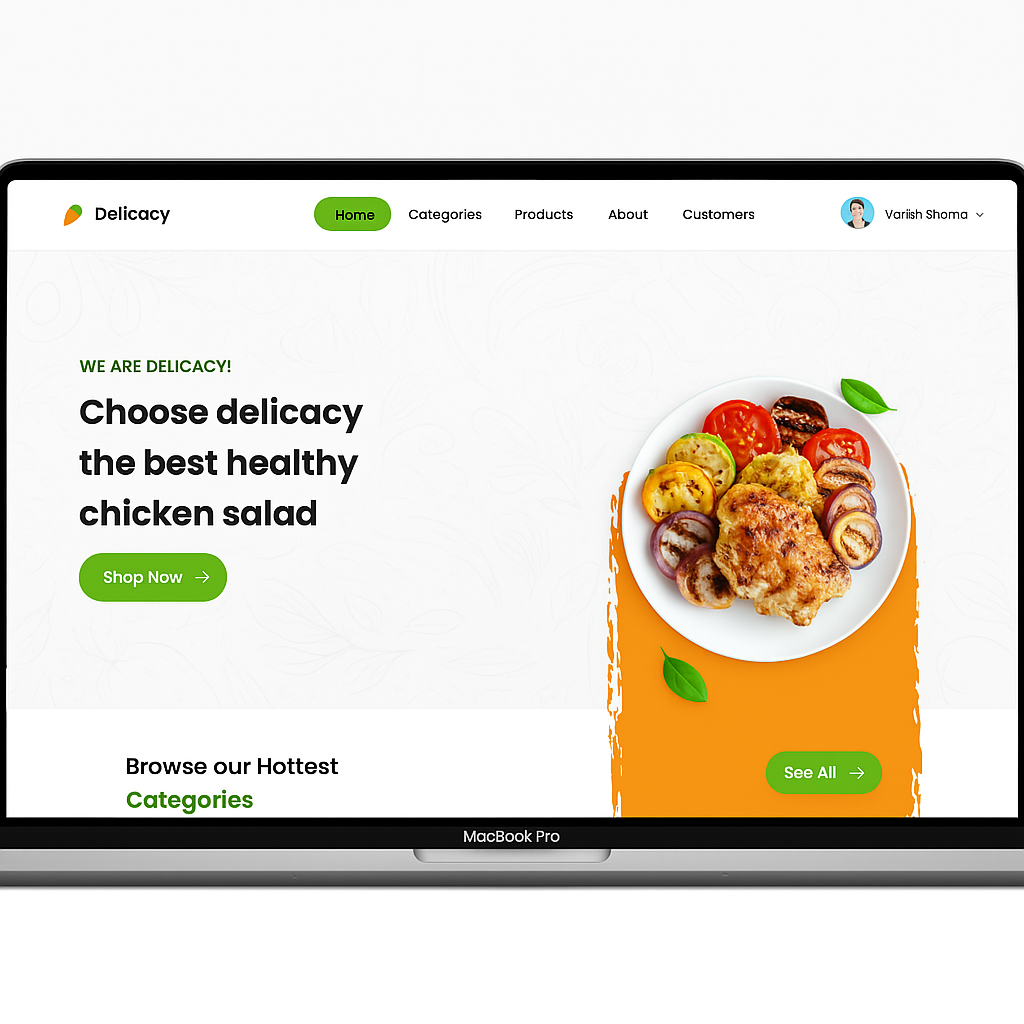 Delicacy
Home Categories Products About Customers
Variish Shoma
WE ARE DELICACY!
Choose delicacy
the best healthy
chicken salad
Shop Now
Browse our Hottest
Categories
See All
MacBook Pro